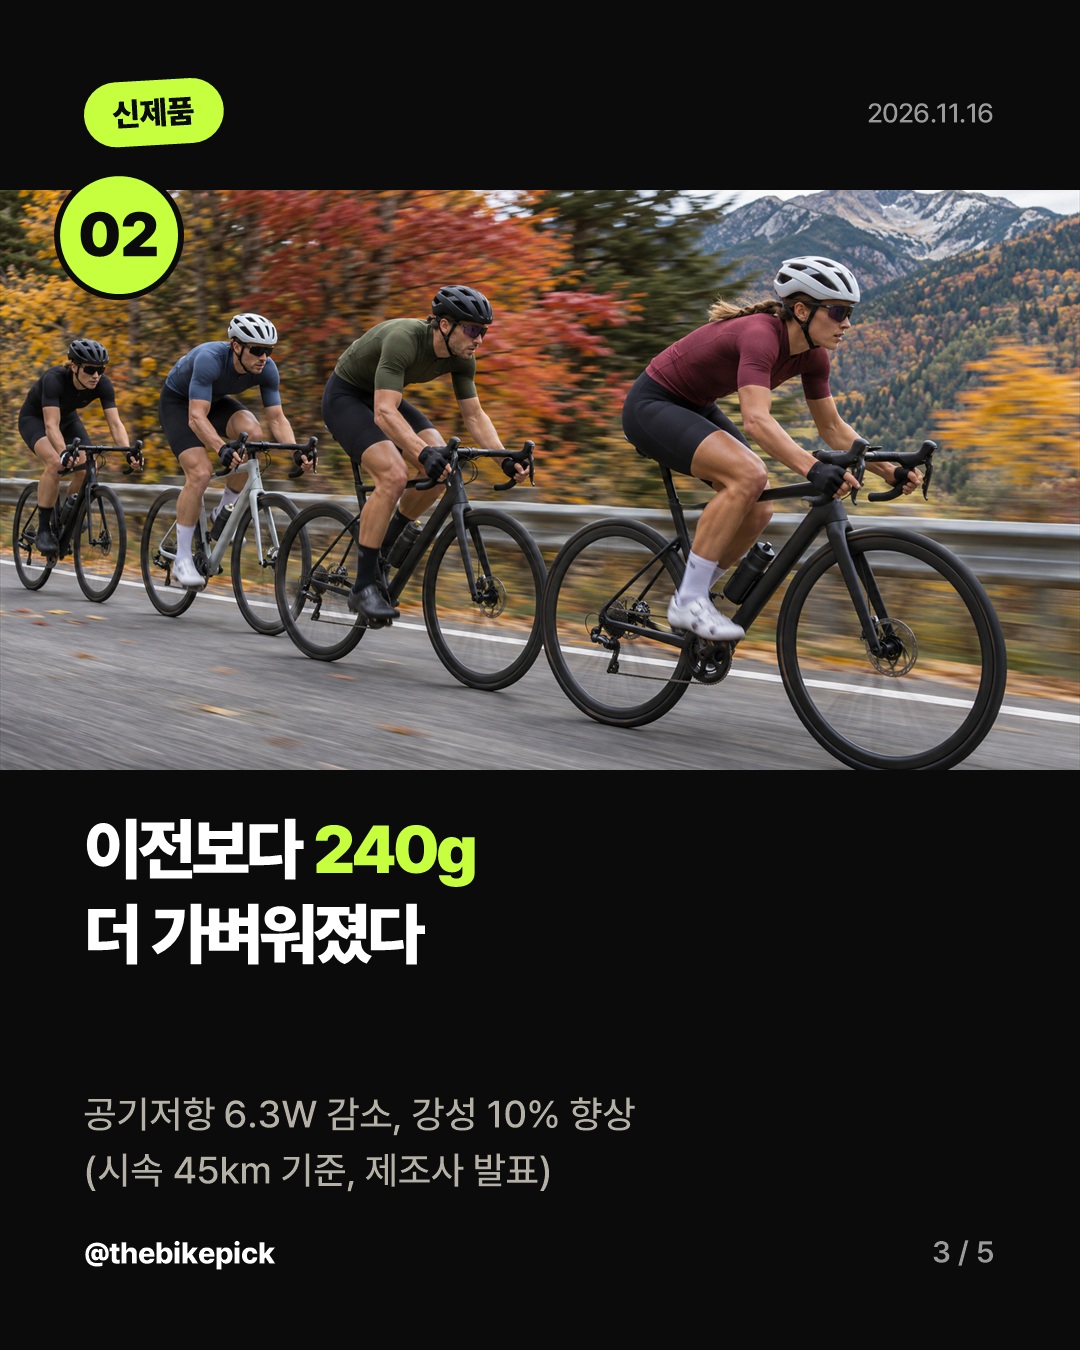 신제품
2026.11.16
02
이전보다 240g
더 가벼워졌다
공기저항 6.3W 감소, 강성 10% 향상
(시속 45km 기준, 제조사 발표)
@thebikepick
3 / 5